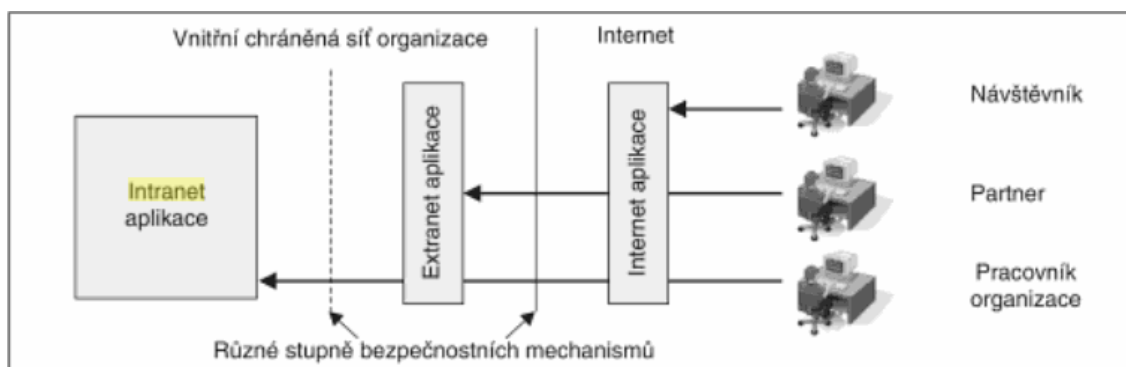 Vnitřní chráněná síť organizace
Internet
Intranet
aplikace
Extranet aplikace
Internet aplikace
Návštěvník
Partner
Pracovník
organizace
Různé stupně bezpečnostních mechanismů